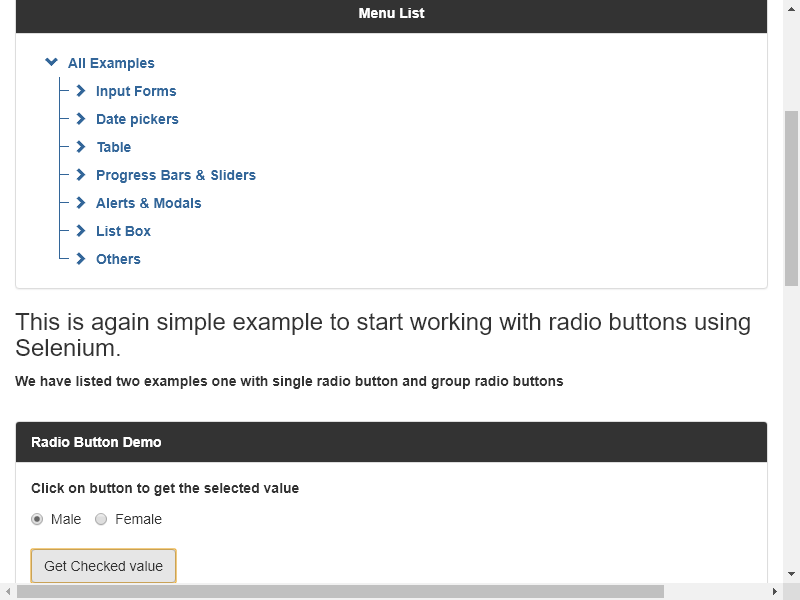 Menu List
All Examples
Input Forms
Date pickers
Table
Progress Bars & Sliders
Alerts & Modals
List Box
Others
This is again simple example to start working with radio buttons using
Selenium.
We have listed two examples one with single radio button and group radio buttons
Radio Button Demo
Click on button to get the selected value
Male Female
Get Checked value